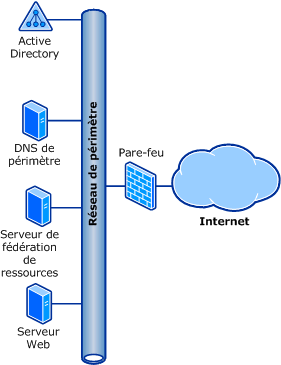 Active
Directory
DNS de
périmètre
Serveur de
fédération
de
ressources
Serveur
Web
Réseau de périmètre
Pare-feu
Internet